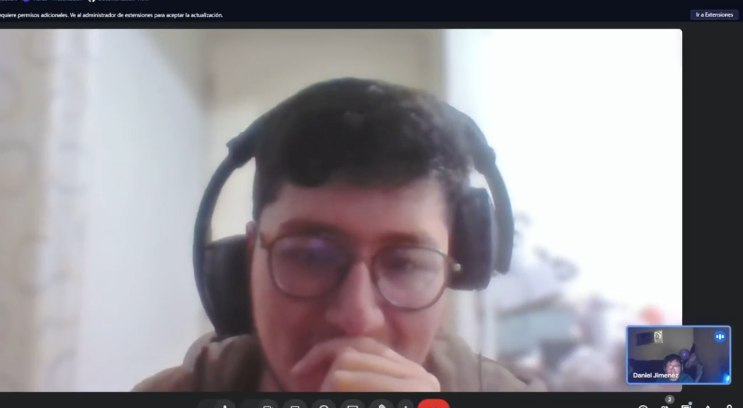 equiere permisos adicionales. Ve al administrador de extensiones para aceptar la actualización.
Ir a Extensiones
Daniel Jimenez
2